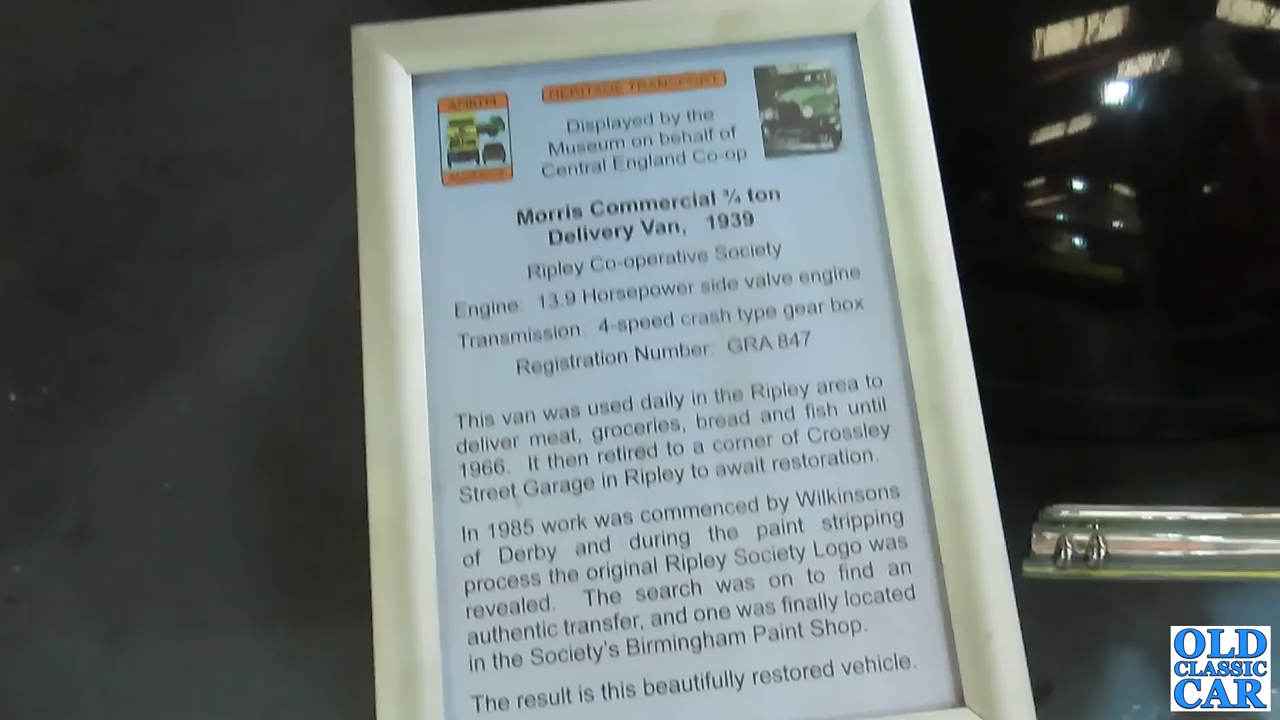 HERITAGE TRANSPORT
Displayed by the
Museum on behalf of
Central England Co-op
Morris Commercial ¾ ton
Delivery Van, 1939
Ripley Co-operative Society
Engine: 13.9 Horsepower side valve engine
Transmission: 4-speed crash type gear box
Registration Number: GRA 847
This van was used daily in the Ripley area to
deliver meat, groceries, bread and fish until
1966. It then retired to a corner of Crossley
Street Garage in Ripley to await restoration.
In 1985 work was commenced by Wilkinsons
of Derby and during the paint stripping
process the original Ripley Society Logo was
revealed. The search was on to find an
authentic transfer, and one was finally located
in the Society's Birmingham Paint Shop.
The result is this beautifully restored vehicle.
OLD
CLASSIC
CAR